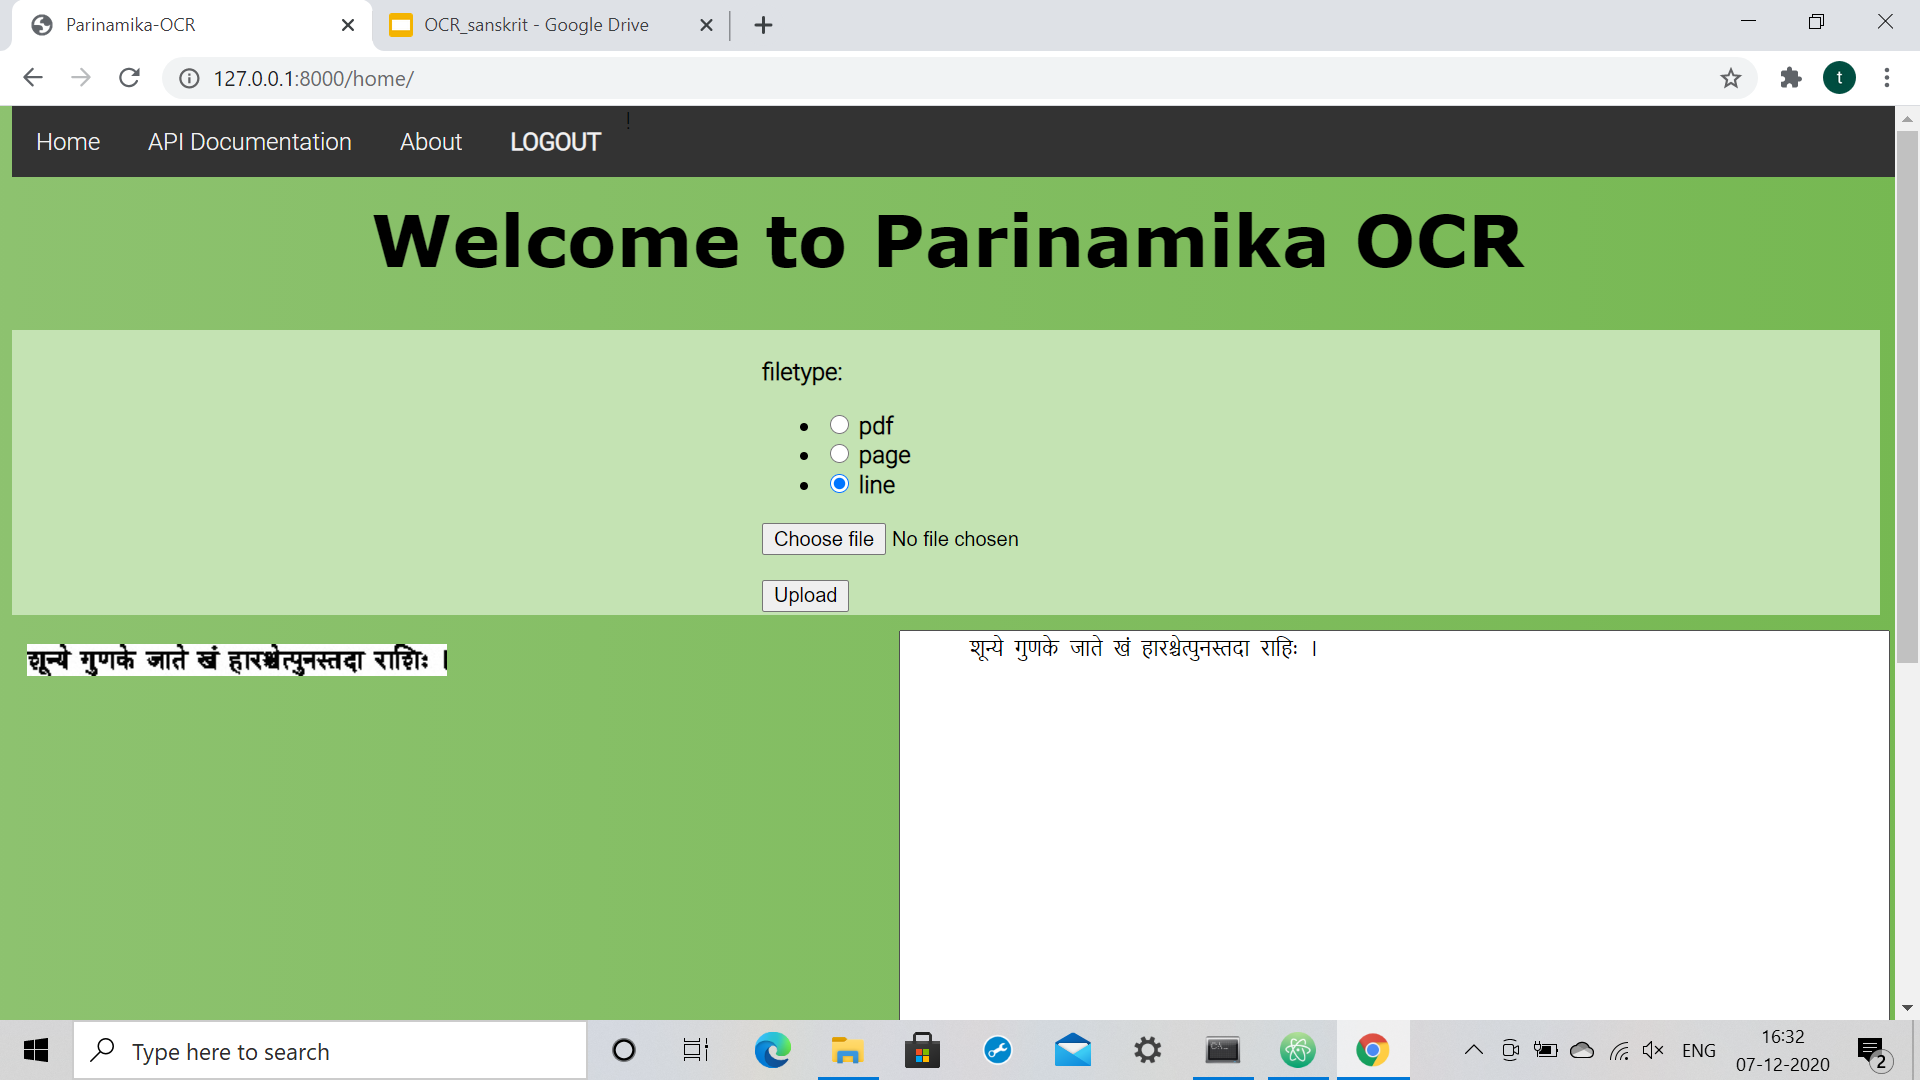 Parinamika-OCR
OCR_sanskrit - Google Drive
127.0.0.1:8000/home/
t
Home
API Documentation
About
LOGOUT
!
Welcome to Parinamika OCR
filetype:
pdf
page
line
Choose file No file chosen
Upload
शून्ये गुणके जाते खं हारश्चेत्पुनस्तदा राशिः ।
शून्ये गुणके जाते खं हारश्चेत्पुनस्तदा राहिः ।
Type here to search
ENG
16:32
07-12-2020
2